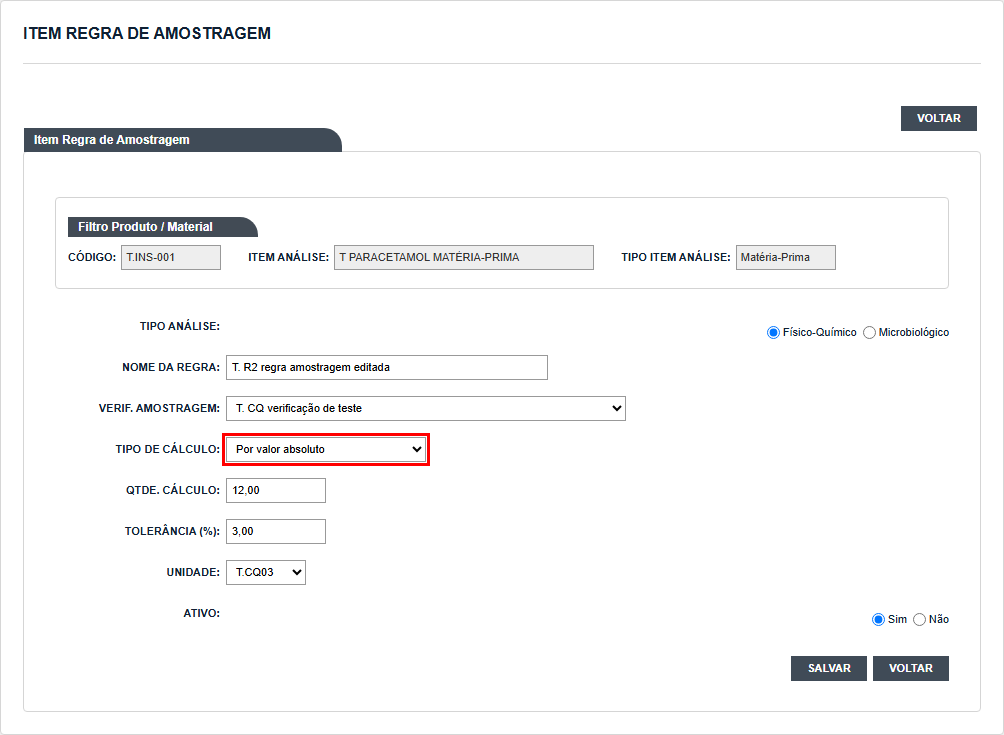 ITEM REGRA DE AMOSTRAGEM
VOLTAR
Item Regra de Amostragem
Filtro Produto / Material
CÓDIGO: T.INS-001 ITEM ANÁLISE: T PARACETAMOL MATÉRIA-PRIMA TIPO ITEM ANÁLISE: Matéria-Prima
TIPO ANÁLISE: Físico-Químico Microbiológico
NOME DA REGRA: T. R2 regra amostragem editada
VERIF. AMOSTRAGEM: T. CQ verificação de teste
TIPO DE CÁLCULO: Por valor absoluto
QTDE. CÁLCULO: 12,00
TOLERÂNCIA (%): 3,00
UNIDADE: T.CQ03
ATIVO: Sim Não
SALVAR VOLTAR